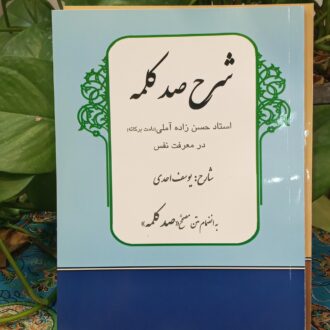 شرح صد کلمه
استاد حسن زاده آملی (دامت برکاته)
در معرفت نفس
شارح: یوسف احدی
به انضمام متن مصحح «صد کلمه»